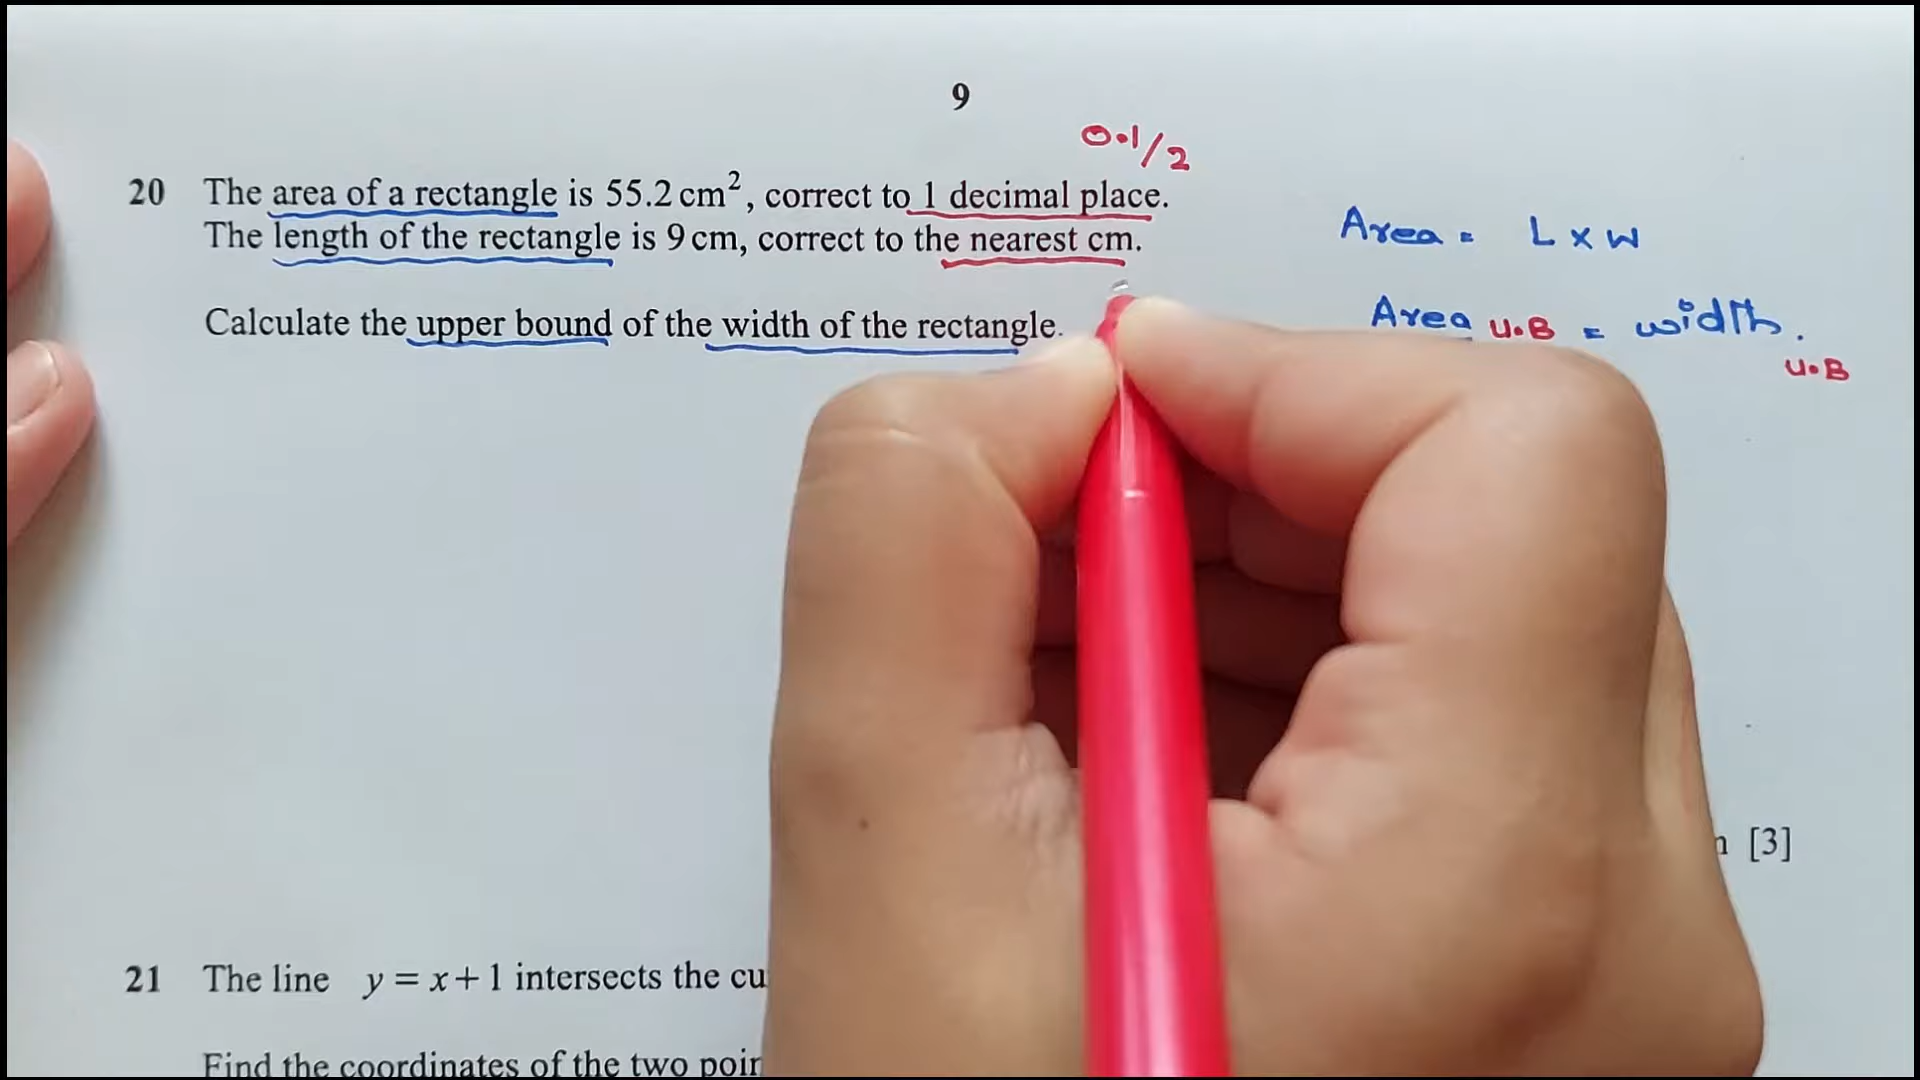 9
0.1/2
20 The area of a rectangle is 55.2 cm², correct to 1 decimal place.
The length of the rectangle is 9 cm, correct to the nearest cm.
Area = L x W
Calculate the upper bound of the width of the rectangle.
Area U.B = width.
U.B
[3]
21 The line y = x + 1 intersects the
Find the coordinates of the two